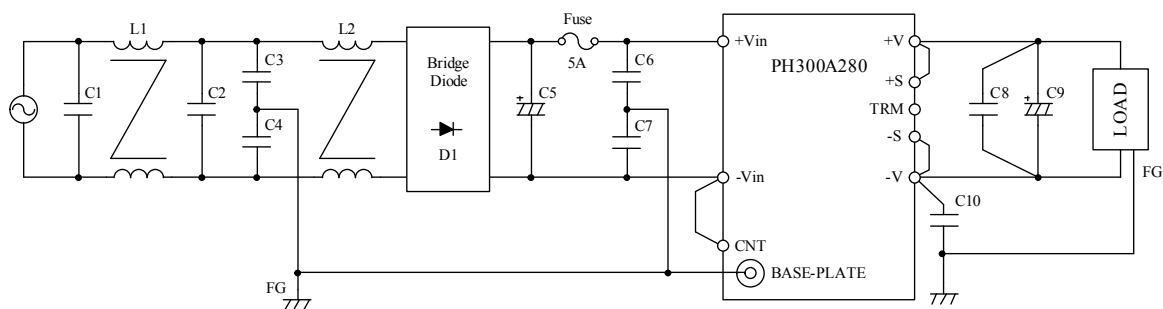 L1
L2
Fuse
5A
C1
C2
C3
C4
Bridge
Diode
D1
C5
C6
C7
+Vin
-Vin
CNT
BASE-PLATE
PH300A280
+V
+S
TRM
-S
-V
C8
C9
C10
LOAD
FG
FG